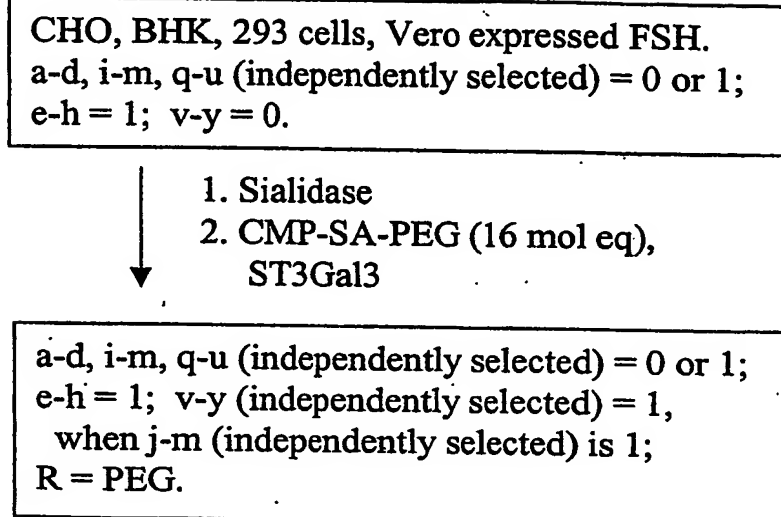 CHO, BHK, 293 cells, Vero expressed FSH.
a-d, i-m, q-u (independently selected) = 0 or 1;
e-h = 1; v-y = 0.
1. Sialidase
2. CMP-SA-PEG (16 mol eq),
ST3Gal3
a-d, i-m, q-u (independently selected) = 0 or 1;
e-h = 1; v-y (independently selected) = 1,
when j-m (independently selected) is 1;
R = PEG.